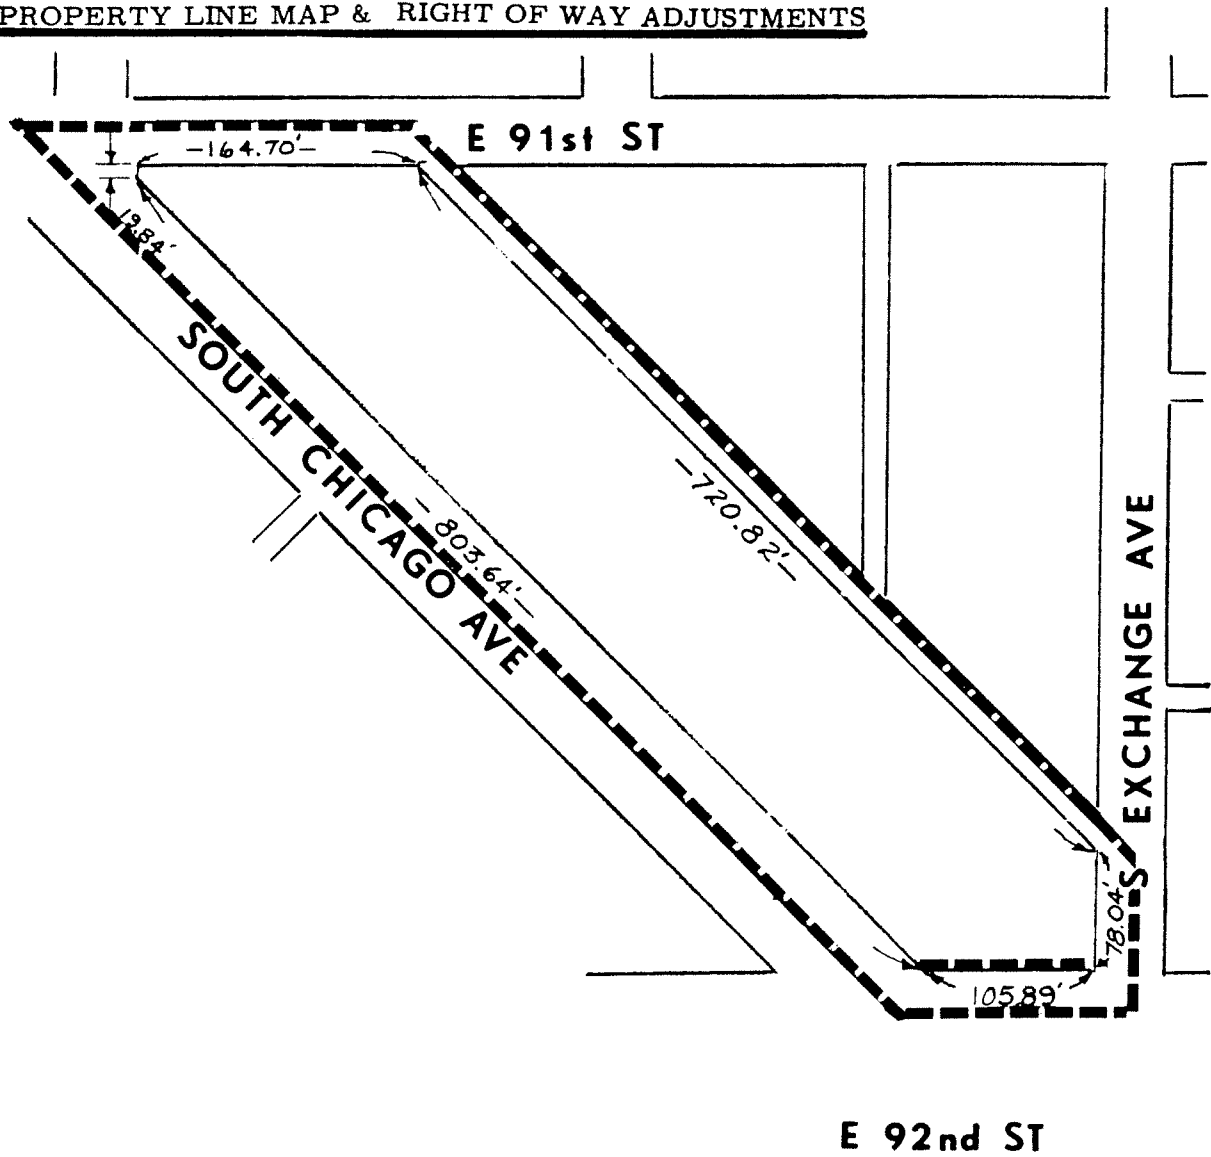 PROPERTY LINE MAP & RIGHT OF WAY ADJUSTMENTS
E 91st ST
-164.70'-
19.84'
SOUTH CHICAGO AVE
-803.64'-
-720.82'-
S EXCHANGE AVE
78.04'
105.89'
E 92nd ST